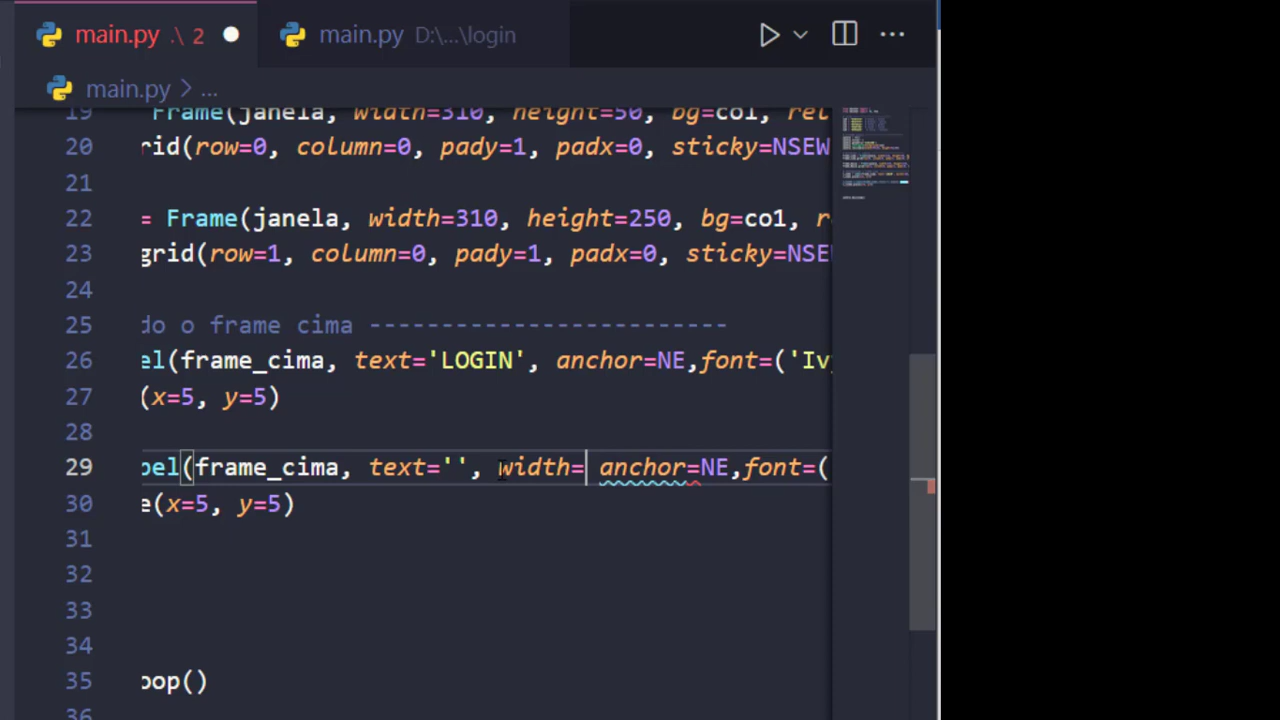 main.py .\ 2 main.py D:\...\login
main.py > ...
19 Frame(janela, width=310, height=50, bg=co1, rel
20 rid(row=0, column=0, pady=1, padx=0, sticky=NSEW
21
22 = Frame(janela, width=310, height=250, bg=co1, r
23 grid(row=1, column=0, pady=1, padx=0, sticky=NSE
24
25 do o frame cima -------------------------
26 el(frame_cima, text='LOGIN', anchor=NE,font=('Iv
27 (x=5, y=5)
28
29 bel(frame_cima, text='', width= anchor=NE,font=(
30 e(x=5, y=5)
31
32
33
34
35 oop()
36